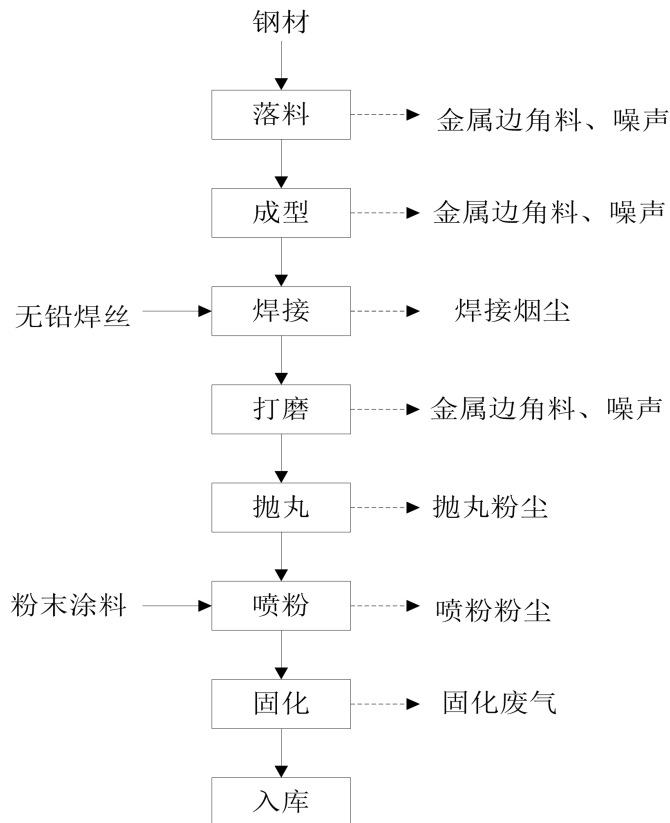 钢材
落料
金属边角料、噪声
成型
金属边角料、噪声
无铅焊丝
焊接
焊接烟尘
打磨
金属边角料、噪声
抛丸
抛丸粉尘
粉末涂料
喷粉
喷粉粉尘
固化
固化废气
入库